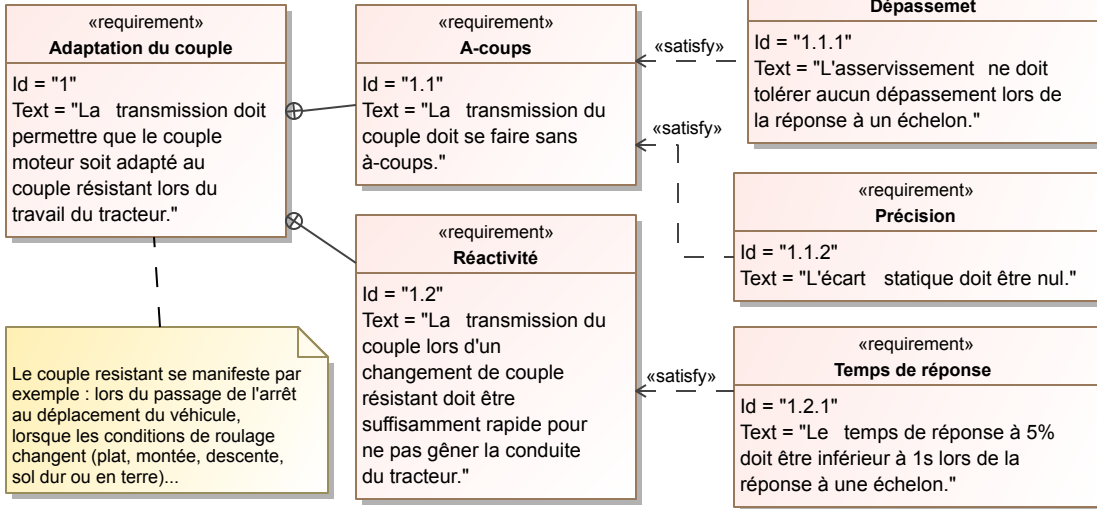 «requirement»
Adaptation du couple
Id = "1"
Text = "La transmission doit
permettre que le couple
moteur soit adapté au
couple résistant lors du
travail du tracteur."
Le couple resistant se manifeste par
exemple : lors du passage de l'arrêt
au déplacement du véhicule,
lorsque les conditions de roulage
changent (plat, montée, descente,
sol dur ou en terre)...
«requirement»
A-coups
Id = "1.1"
Text = "La transmission du
couple doit se faire sans
à-coups."
«requirement»
Réactivité
Id = "1.2"
Text = "La transmission du
couple lors d'un
changement de couple
résistant doit être
suffisamment rapide pour
ne pas gêner la conduite
du tracteur."
«satisfy»
«satisfy»
«satisfy»
Dépassemet
Id = "1.1.1"
Text = "L'asservissement ne doit
tolérer aucun dépassement lors de
la réponse à un échelon."
«requirement»
Précision
Id = "1.1.2"
Text = "L'écart statique doit être nul."
«requirement»
Temps de réponse
Id = "1.2.1"
Text = "Le temps de réponse à 5%
doit être inférieur à 1s lors de la
réponse à une échelon."